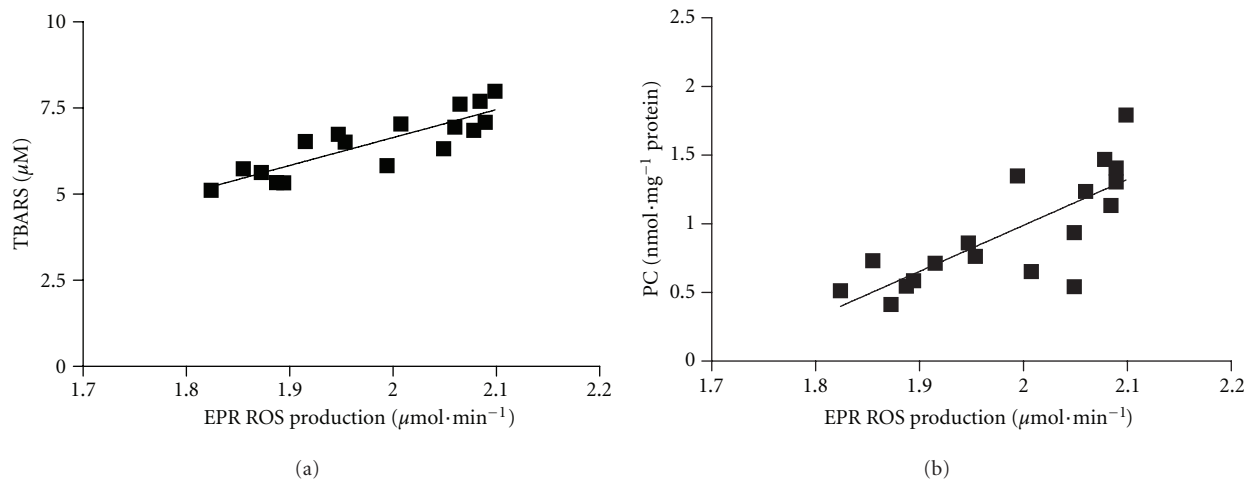 10
7.5
5
2.5
0
TBARS (μM)
1.7 1.8 1.9 2 2.1 2.2
EPR ROS production (μmol·min⁻¹)
(a)
2.5
2
1.5
1
0.5
0
PC (nmol·mg⁻¹ protein)
1.7 1.8 1.9 2 2.1 2.2
EPR ROS production (μmol·min⁻¹)
(b)